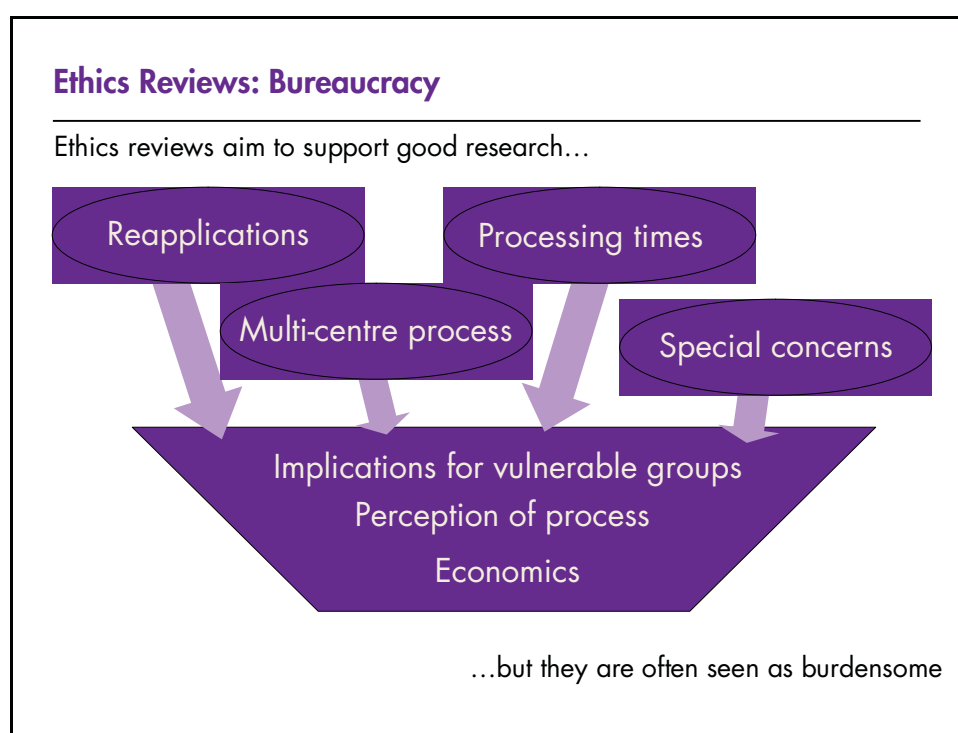 Ethics Reviews: Bureaucracy
Ethics reviews aim to support good research…
Reapplications
Processing times
Multi-centre process
Special concerns
Implications for vulnerable groups
Perception of process
Economics
…but they are often seen as burdensome